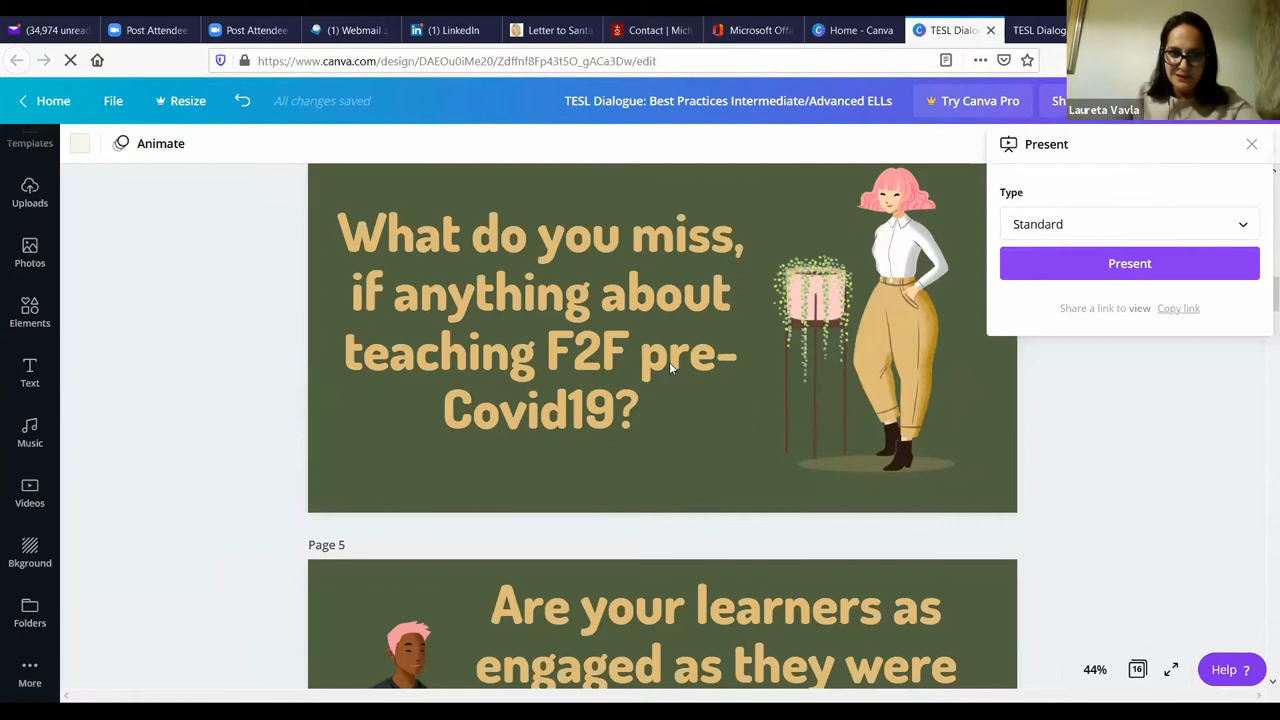 (34,974 unread
Post Attendee
Post Attendee
Webmail
(1) LinkedIn
Letter to Santa
Contact | Mich
Microsoft Offi
Home - Canva
TESL Dialo
TESL Dialog
https://www.canva.com/design/DAEOu0iMe20/Zdffnf8Fp43t5O_gACa3Dw/edit
Laureta Vavla
Home
File
Resize
All changes saved
TESL Dialogue: Best Practices Intermediate/Advanced ELLs
Try Canva Pro
Sh
Templates
Animate
Present
Uploads
Type
Standard
Photos
Present
Share a link to view Copy link
Elements
Text
Music
Videos
Bkground
Folders
More
What do you miss,
if anything about
teaching F2F pre-
Covid19?
Page 5
Are your learners as
engaged as they were
44%
16
Help ?